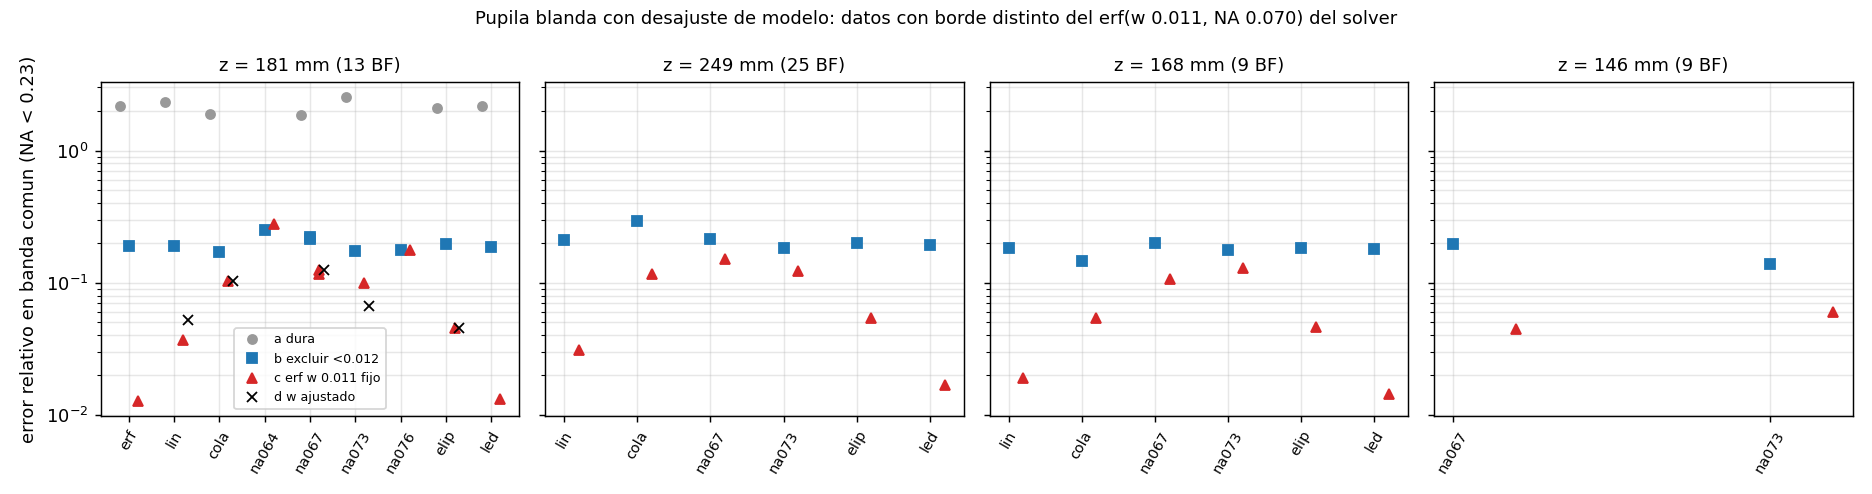 Pupila blanda con desajuste de modelo: datos con borde distinto del erf(w 0.011, NA 0.070) del solver
error relativo en banda comun (NA < 0.23)
z = 181 mm (13 BF)
10⁰
10⁻¹
10⁻²
a dura
b excluir <0.012
c erf w 0.011 fijo
d w ajustado
erf
lin
cola
na064
na067
na073
na076
elip
led
z = 249 mm (25 BF)
lin
cola
na067
na073
elip
led
z = 168 mm (9 BF)
lin
cola
na067
na073
elip
led
z = 146 mm (9 BF)
na067
na073